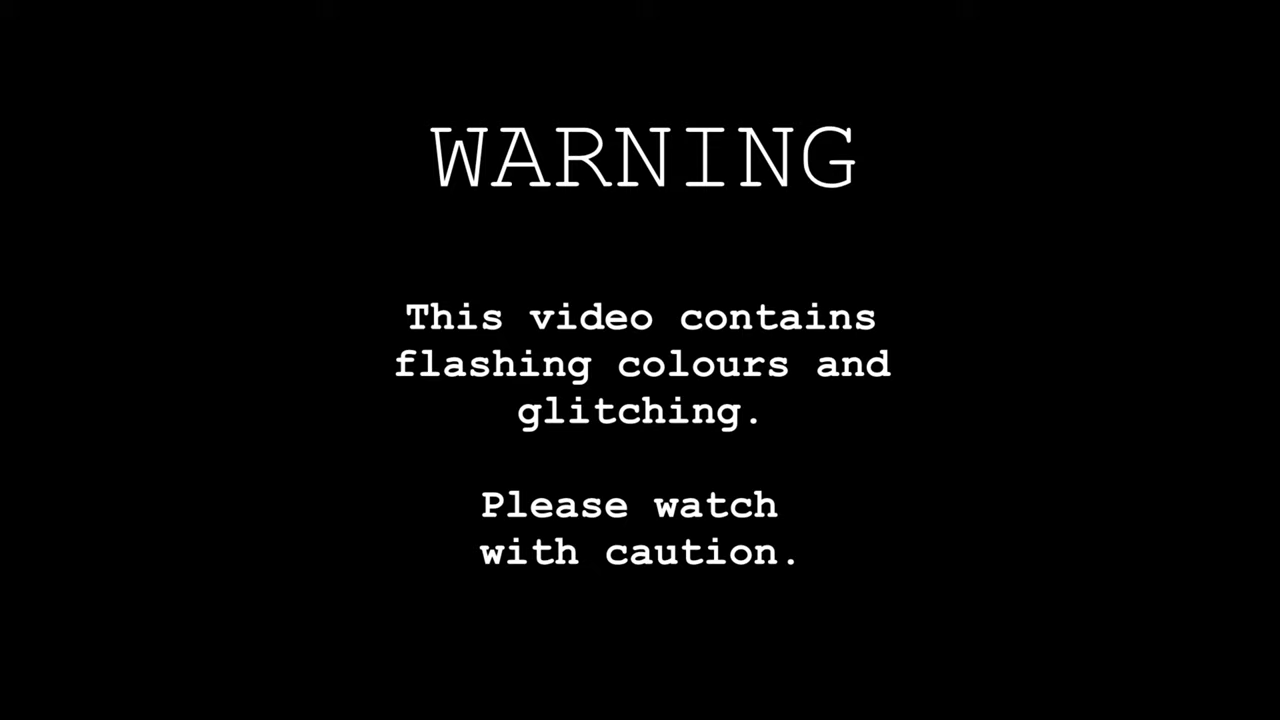 WARNING
This video contains
flashing colours and
glitching.
Please watch
with caution.